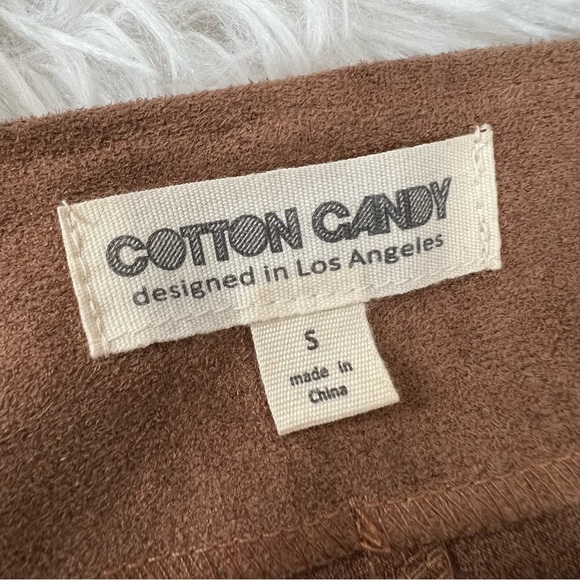 COTTON CANDY
designed in Los Angeles
S
made in
China